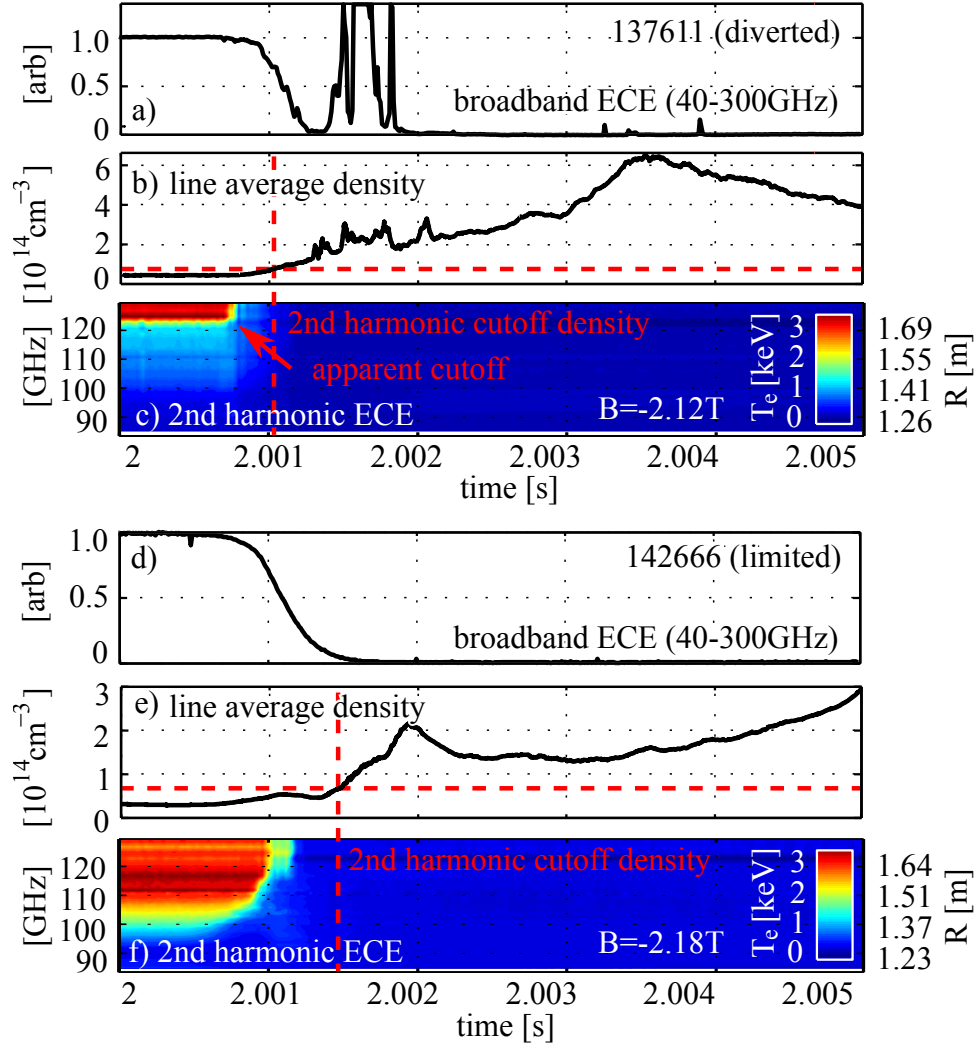 137611 (diverted)
1.0
0.5
0
[arb]
a)
broadband ECE (40-300GHz)
b) line average density
6
4
2
0
[10^14cm^−3]
120
110
100
90
[GHz]
2nd harmonic cutoff density
apparent cutoff
c) 2nd harmonic ECE
B=-2.12T
T_e [keV]
3
2
1
0
1.69
1.55
1.41
1.26
R [m]
2 2.001 2.002 2.003 2.004 2.005
time [s]
d)
142666 (limited)
1.0
0.5
0
[arb]
broadband ECE (40-300GHz)
e) line average density
3
2
1
0
[10^14cm^−3]
120
110
100
90
[GHz]
2nd harmonic cutoff density
f) 2nd harmonic ECE
B=-2.18T
T_e [keV]
3
2
1
0
1.64
1.51
1.37
1.23
R [m]
2 2.001 2.002 2.003 2.004 2.005
time [s]